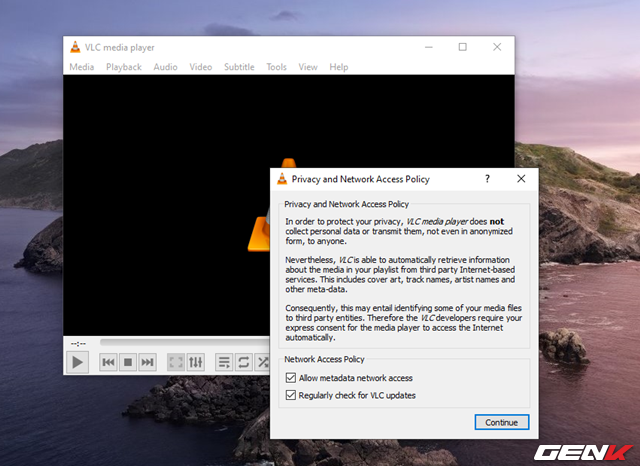 VLC media player
Media Playback Audio Video Subtitle Tools View Help
Privacy and Network Access Policy
?
Privacy and Network Access Policy
In order to protect your privacy, VLC media player does not
collect personal data or transmit them, not even in anonymized
form, to anyone.
Nevertheless, VLC is able to automatically retrieve information
about the media in your playlist from third party Internet-based
services. This includes cover art, track names, artist names and
other meta-data.
Consequently, this may entail identifying some of your media files
to third party entities. Therefore the VLC developers require your
express consent for the media player to access the Internet
automatically.
--:--
Network Access Policy
Allow metadata network access
Regularly check for VLC updates
Continue
GENK